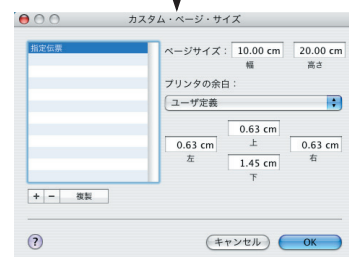 カスタム・ページ・サイズ
指定伝票
ページサイズ： 10.00 cm 20.00 cm
幅 高さ
プリンタの余白：
ユーザ定義
0.63 cm
上
0.63 cm 0.63 cm
左 右
1.45 cm
下
+ − 複製
? キャンセル OK